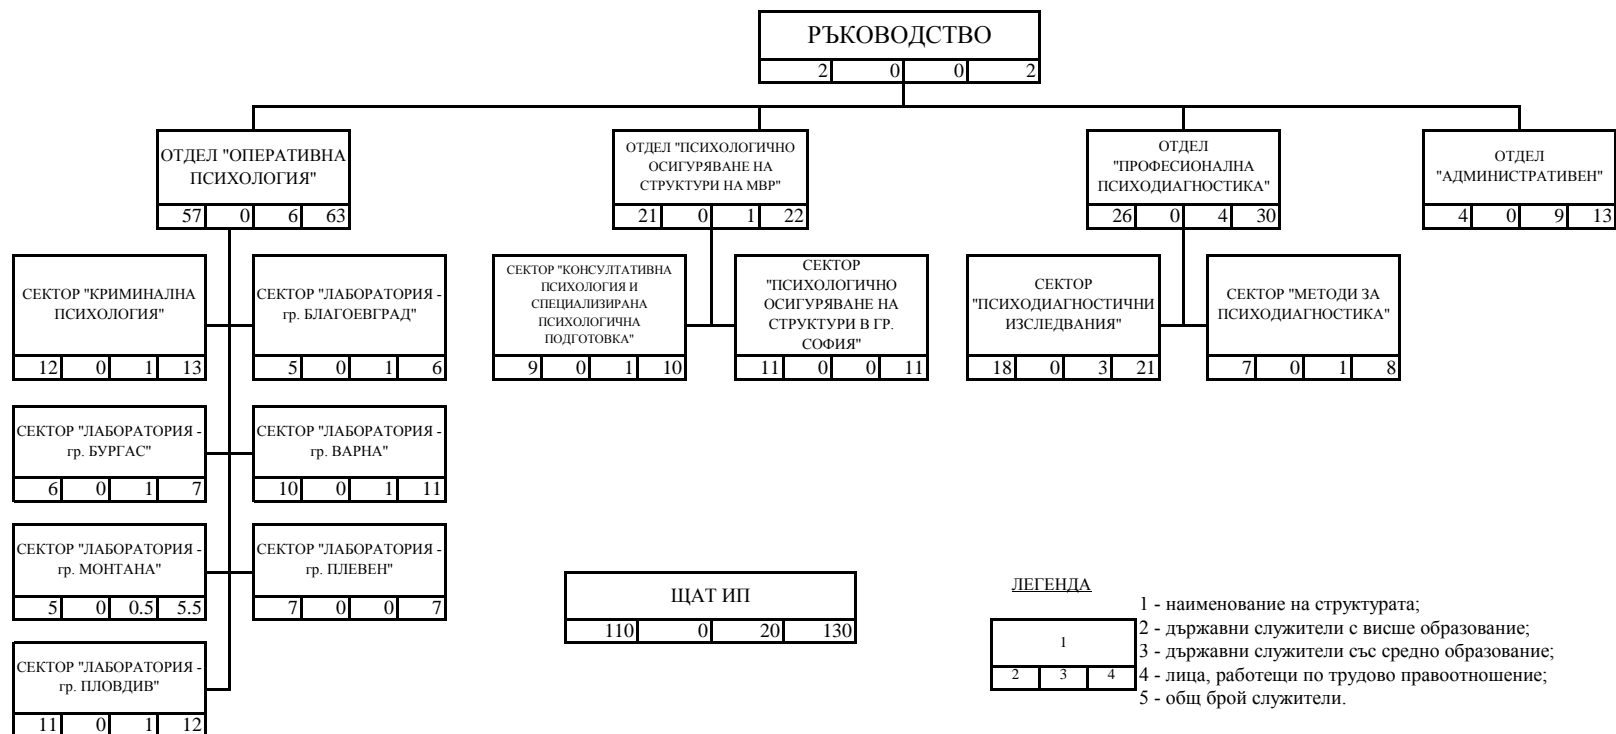 РЪКОВОДСТВО
2 0 0 2
ОТДЕЛ "ОПЕРАТИВНА
ПСИХОЛОГИЯ"
57 0 6 63
ОТДЕЛ "ПСИХОЛОГИЧНО
ОСИГУРЯВАНЕ НА
СТРУКТУРИ НА МВР"
21 0 1 22
ОТДЕЛ
"ПРОФЕСИОНАЛНА
ПСИХОДИАГНОСТИКА"
26 0 4 30
ОТДЕЛ
"АДМИНИСТРАТИВЕН"
4 0 9 13
СЕКТОР "КРИМИНАЛНА
ПСИХОЛОГИЯ"
12 0 1 13
СЕКТОР "ЛАБОРАТОРИЯ -
гр. БЛАГОЕВГРАД"
5 0 1 6
СЕКТОР "КОНСУЛТАТИВНА
ПСИХОЛОГИЯ И
СПЕЦИАЛИЗИРАНА
ПСИХОЛОГИЧНА
ПОДГОТОВКА"
9 0 1 10
СЕКТОР
"ПСИХОЛОГИЧНО
ОСИГУРЯВАНЕ НА
СТРУКТУРИ В ГР.
СОФИЯ"
11 0 0 11
СЕКТОР
"ПСИХОДИАГНОСТИЧНИ
ИЗСЛЕДВАНИЯ"
18 0 3 21
СЕКТОР "МЕТОДИ ЗА
ПСИХОДИАГНОСТИКА"
7 0 1 8
СЕКТОР "ЛАБОРАТОРИЯ -
гр. БУРГАС"
6 0 1 7
СЕКТОР "ЛАБОРАТОРИЯ -
гр. ВАРНА"
10 0 1 11
СЕКТОР "ЛАБОРАТОРИЯ -
гр. МОНТАНА"
5 0 0.5 5.5
СЕКТОР "ЛАБОРАТОРИЯ -
гр. ПЛЕВЕН"
7 0 0 7
СЕКТОР "ЛАБОРАТОРИЯ -
гр. ПЛОВДИВ"
11 0 1 12
ЩАТ ИП
110 0 20 130
ЛЕГЕНДА
1
2 3 4
1 - наименование на структурата;
2 - държавни служители с висше образование;
3 - държавни служители със средно образование;
4 - лица, работещи по трудово правоотношение;
5 - общ брой служители.